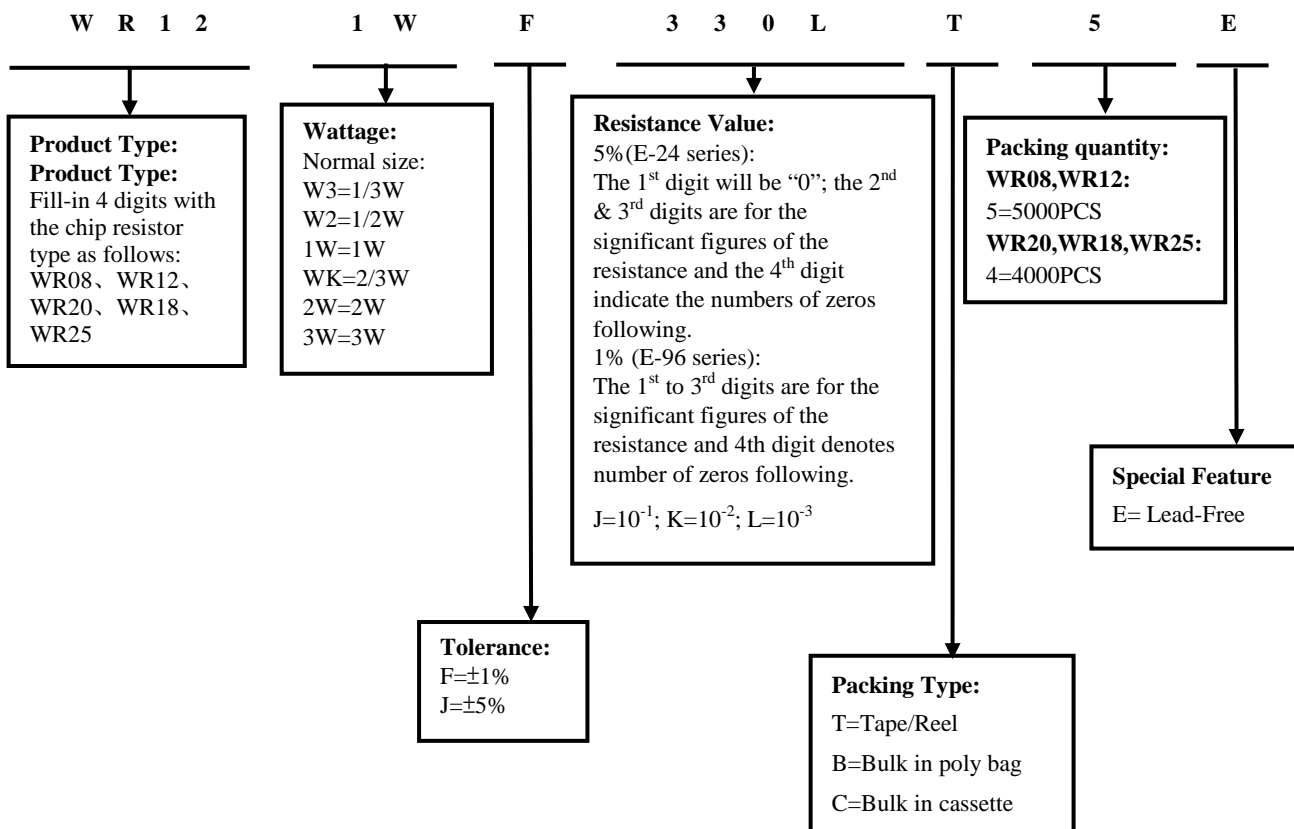 W R 1 2 1 W F 3 3 0 L T 5 E
Product Type:
Product Type:
Fill-in 4 digits with
the chip resistor
type as follows:
WR08、WR12、
WR20、WR18、
WR25
Wattage:
Normal size:
W3=1/3W
W2=1/2W
1W=1W
WK=2/3W
2W=2W
3W=3W
Resistance Value:
5%(E-24 series):
The 1st digit will be “0”; the 2nd
& 3rd digits are for the
significant figures of the
resistance and the 4th digit
indicate the numbers of zeros
following.
1% (E-96 series):
The 1st to 3rd digits are for the
significant figures of the
resistance and 4th digit denotes
number of zeros following.
J=10-1; K=10-2; L=10-3
Packing quantity:
WR08,WR12:
5=5000PCS
WR20,WR18,WR25:
4=4000PCS
Special Feature
E= Lead-Free
Tolerance:
F=±1%
J=±5%
Packing Type:
T=Tape/Reel
B=Bulk in poly bag
C=Bulk in cassette